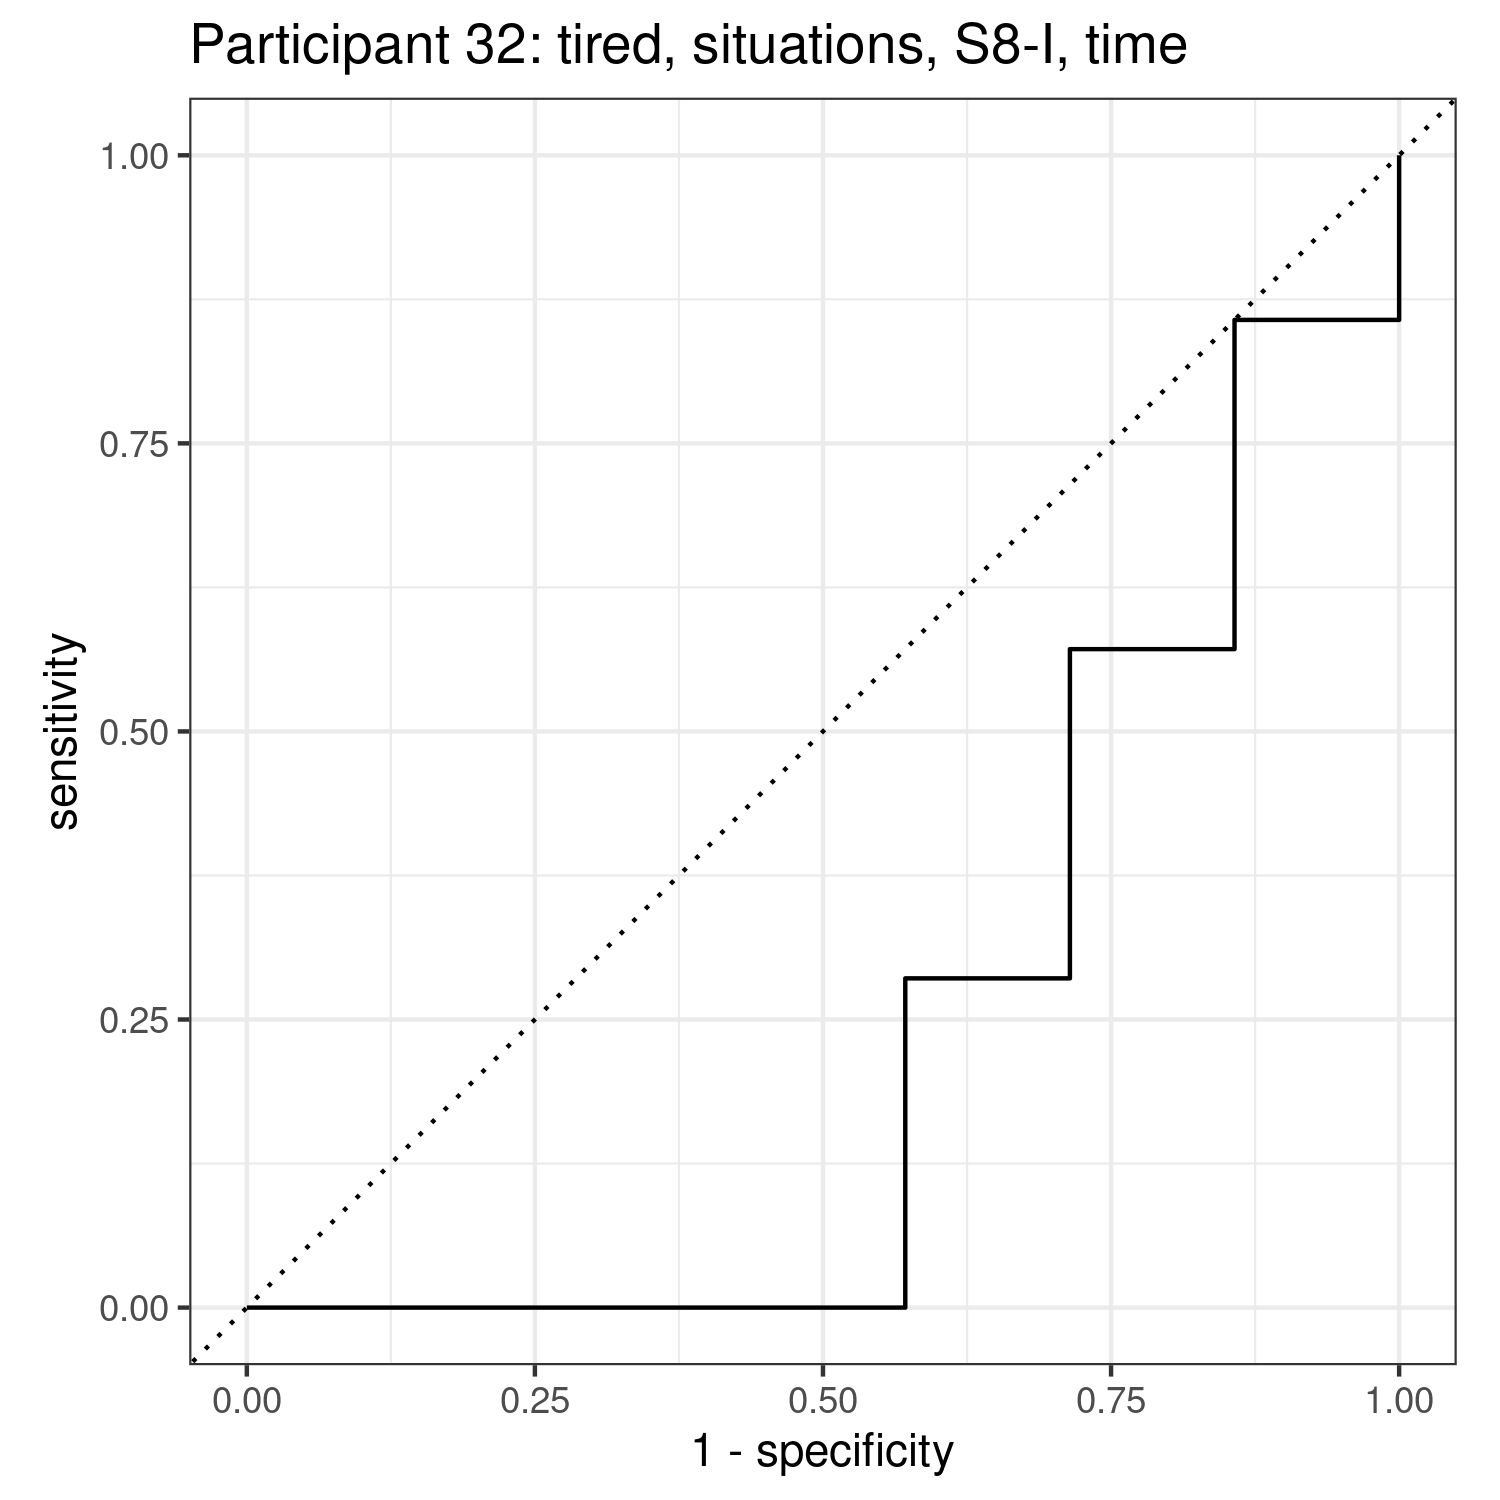 Participant 32: tired, situations, S8-I, time
1.00
0.75
0.50
0.25
0.00
sensitivity
0.00 0.25 0.50 0.75 1.00
1 - specificity